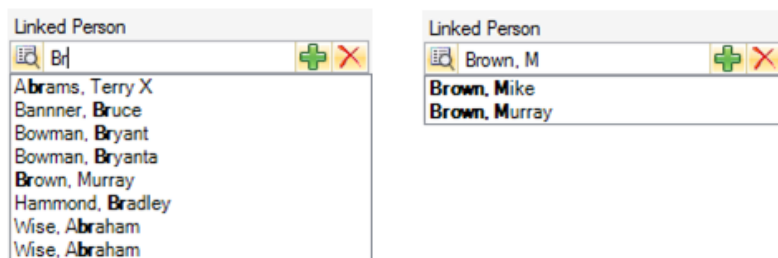 Linked Person
Br
Abrams, Terry X
Bannner, Bruce
Bowman, Bryant
Bowman, Bryanta
Brown, Murray
Hammond, Bradley
Wise, Abraham
Wise, Abraham
Linked Person
Brown, M
Brown, Mike
Brown, Murray